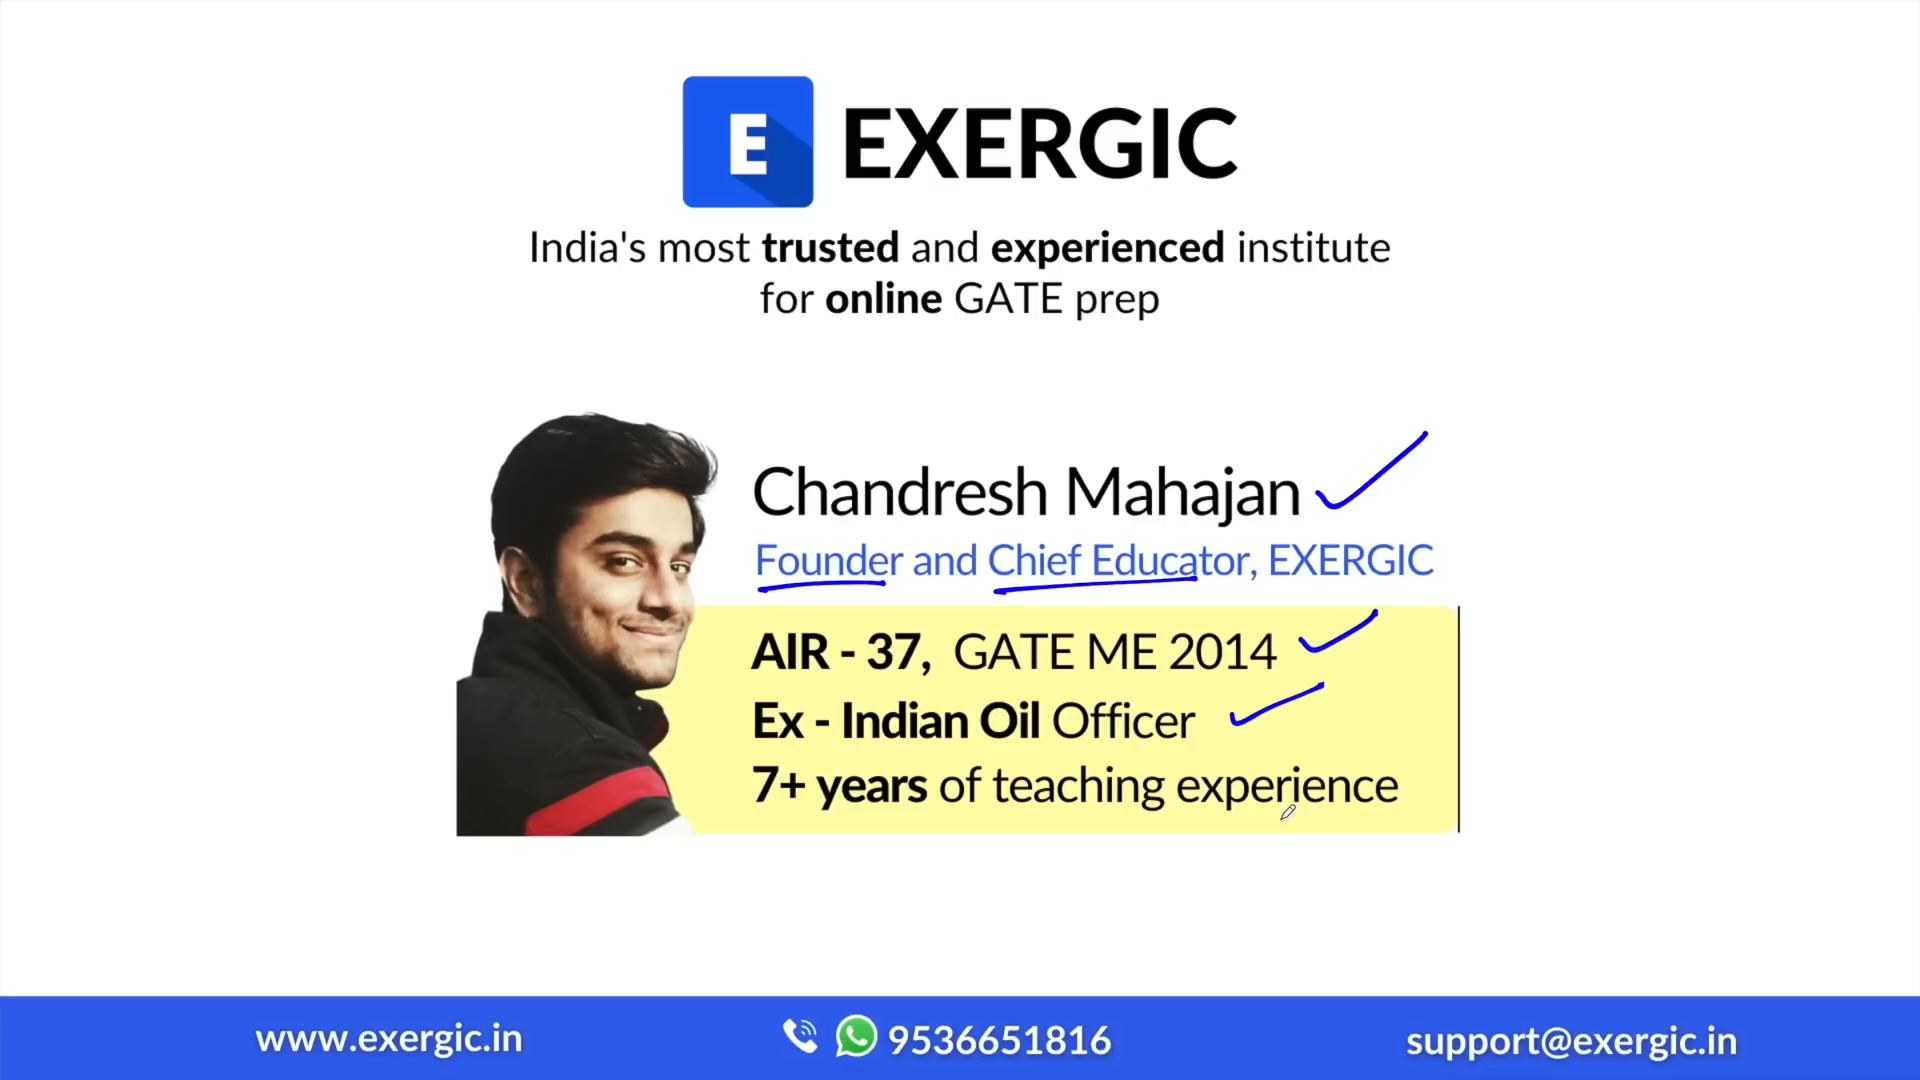 E EXERGIC
India's most trusted and experienced institute
for online GATE prep
Chandresh Mahajan
Founder and Chief Educator, EXERGIC
AIR - 37, GATE ME 2014
Ex - Indian Oil Officer
7+ years of teaching experience
www.exergic.in
9536651816
support@exergic.in